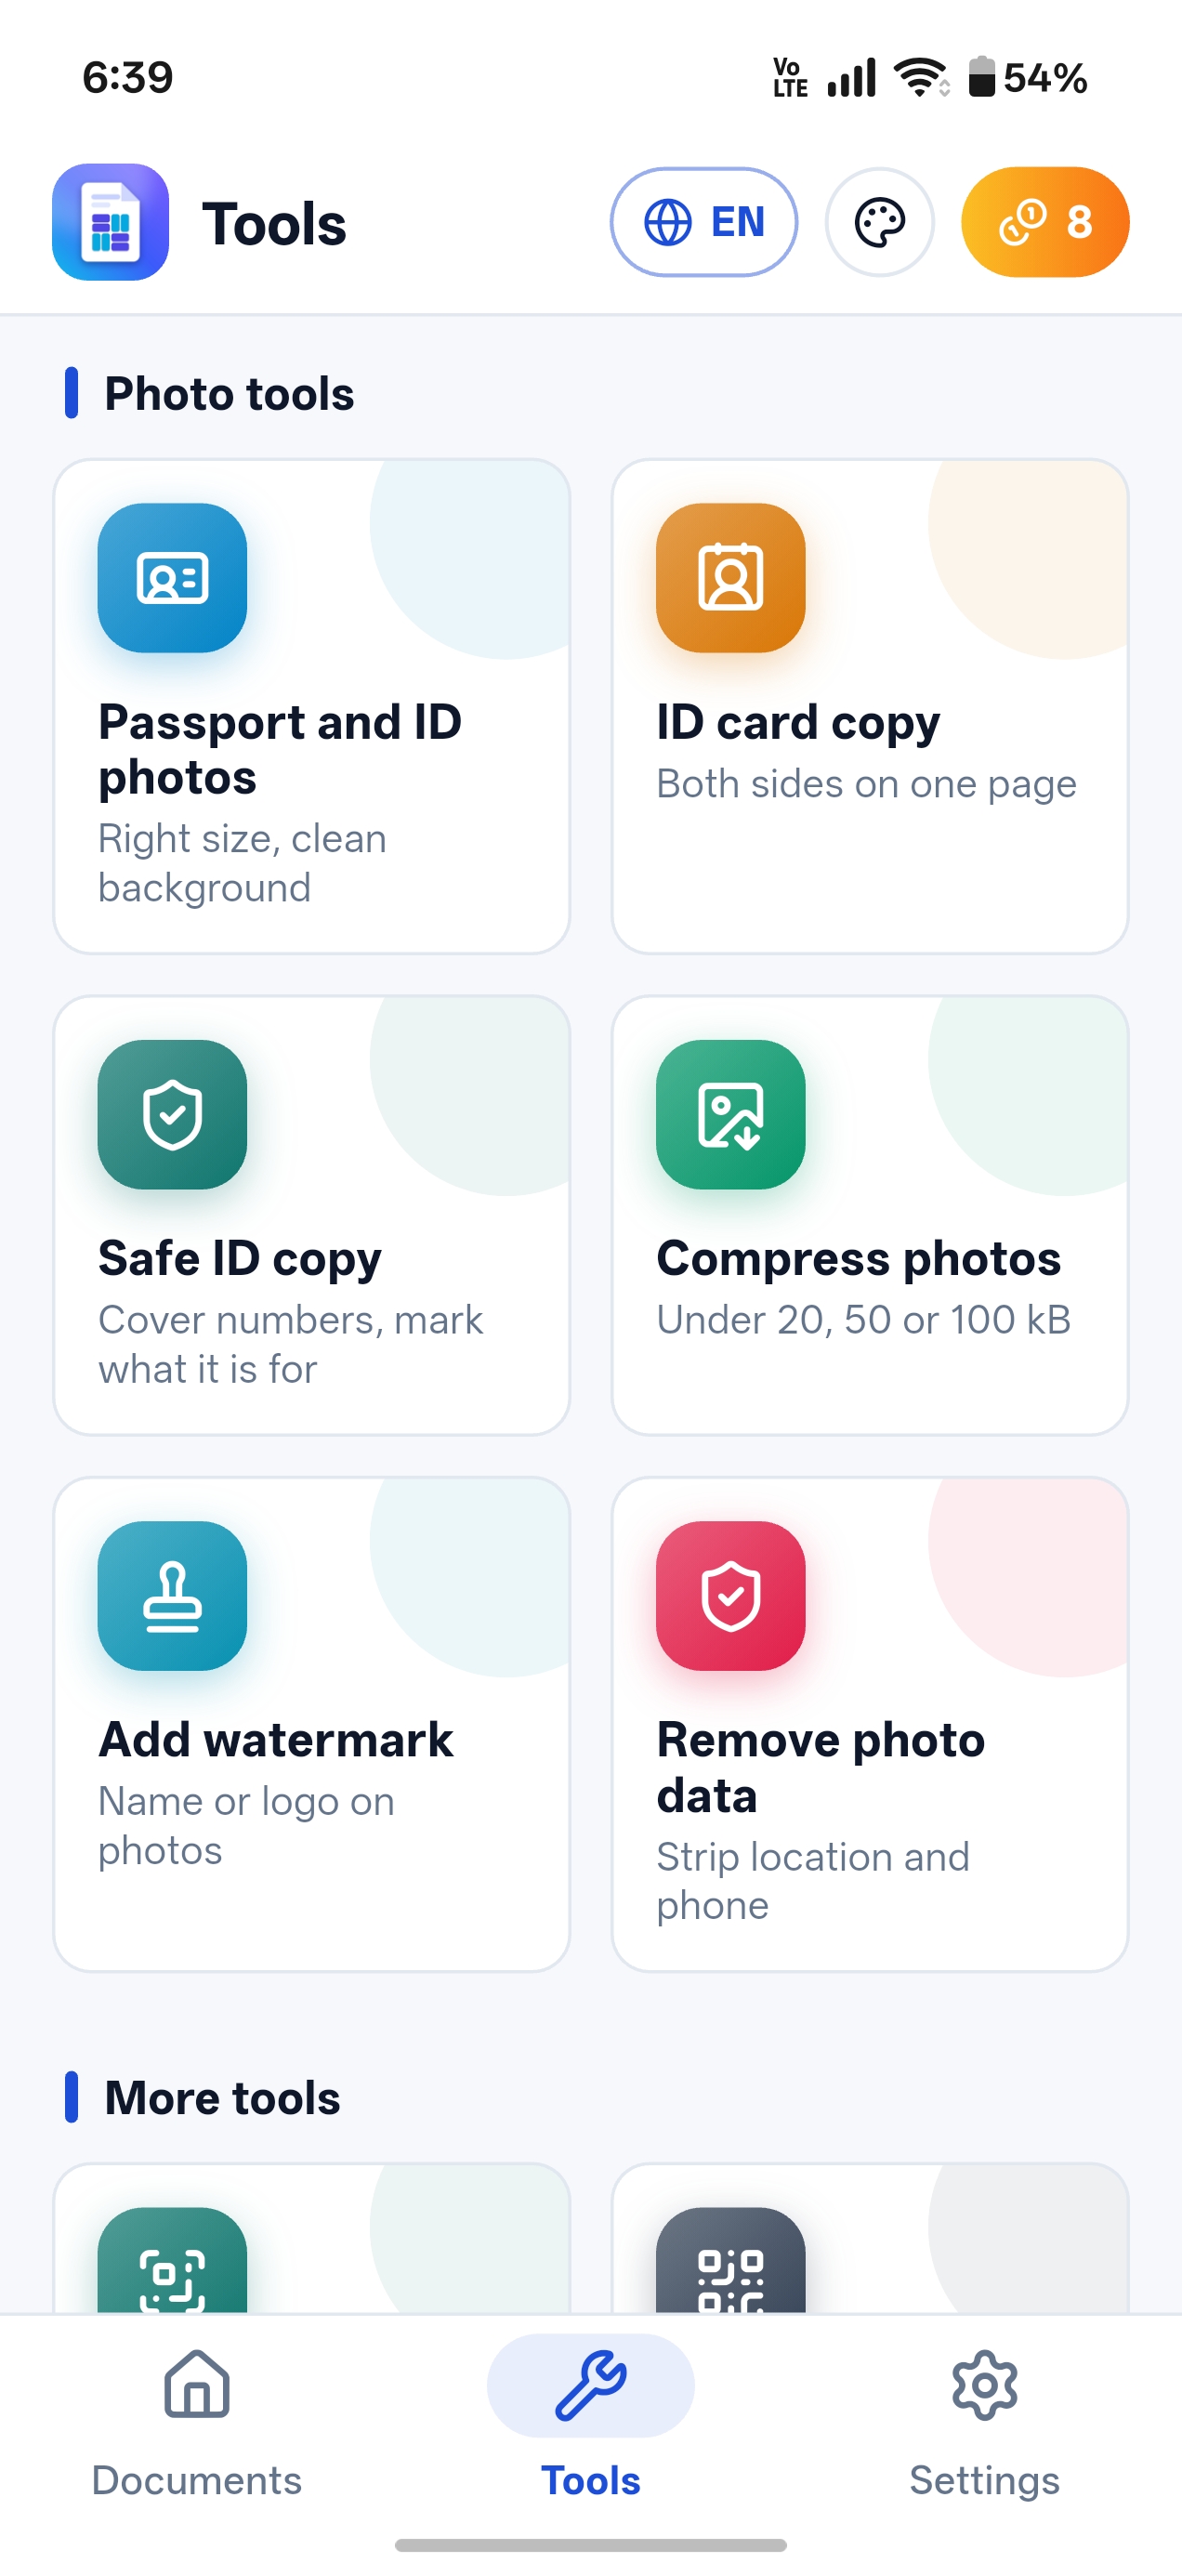 6:39
Vo
LTE
54%
Tools
EN
8
Photo tools
Passport and ID
photos
Right size, clean
background
ID card copy
Both sides on one page
Safe ID copy
Cover numbers, mark
what it is for
Compress photos
Under 20, 50 or 100 kB
Add watermark
Name or logo on
photos
Remove photo
data
Strip location and
phone
More tools
Documents
Tools
Settings